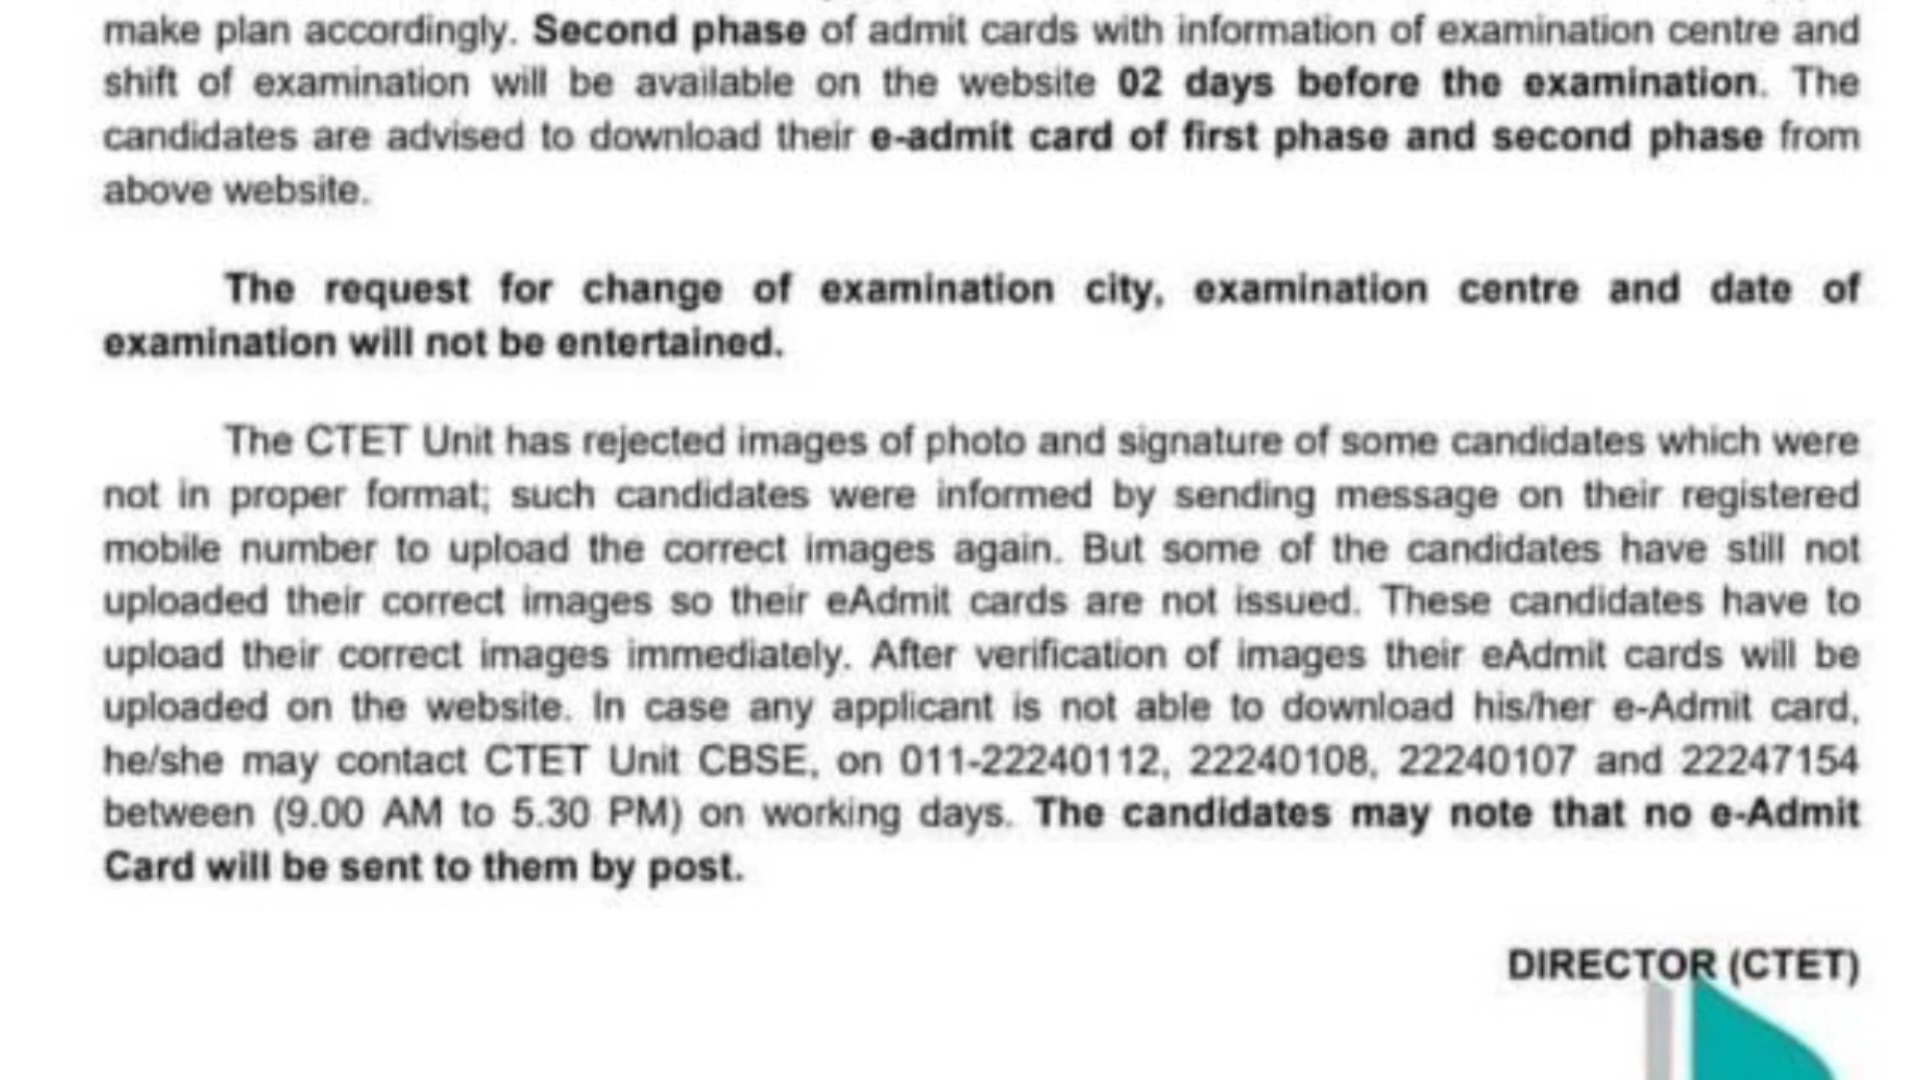 make plan accordingly. Second phase of admit cards with information of examination centre and
shift of examination will be available on the website 02 days before the examination. The
candidates are advised to download their e-admit card of first phase and second phase from
above website.
The request for change of examination city, examination centre and date of
examination will not be entertained.
The CTET Unit has rejected images of photo and signature of some candidates which were
not in proper format; such candidates were informed by sending message on their registered
mobile number to upload the correct images again. But some of the candidates have still not
uploaded their correct images so their eAdmit cards are not issued. These candidates have to
upload their correct images immediately. After verification of images their eAdmit cards will be
uploaded on the website. In case any applicant is not able to download his/her e-Admit card,
he/she may contact CTET Unit CBSE, on 011-22240112, 22240108, 22240107 and 22247154
between (9.00 AM to 5.30 PM) on working days. The candidates may note that no e-Admit
Card will be sent to them by post.
DIRECTOR (CTET)